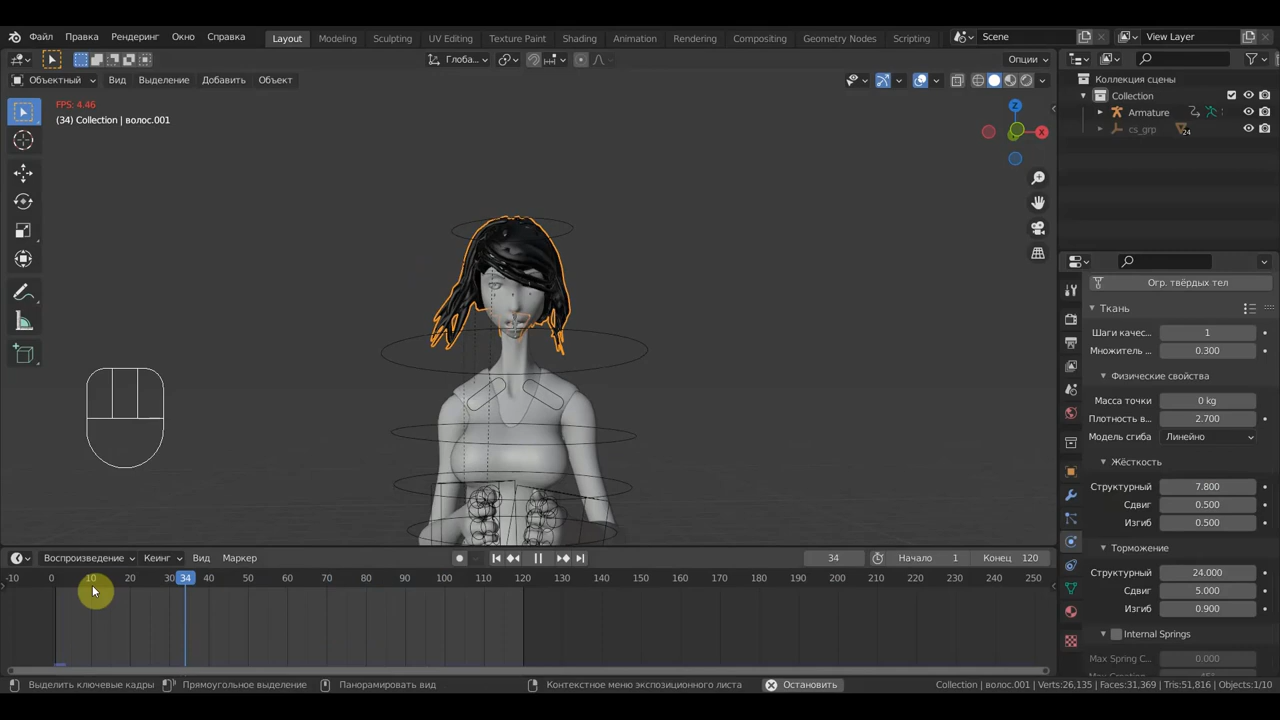 Файл Правка Рендеринг Окно Справка Layout Modeling Sculpting UV Editing Texture Paint Shading Animation Rendering Compositing Geometry Nodes Scripting Scene View Layer
Глоба... Опции
Объектный Вид Выделение Добавить Объект
Коллекция сцены
Collection
Armature
cs_grp 24
FPS: 4.46
(34) Collection | волос.001
Z
X
Огр. твёрдых тел
Ткань
Шаги качес... 1
Множитель ... 0.300
Физические свойства
Масса точки 0 kg
Плотность в... 2.700
Модель сгиба Линейно
Жёсткость
Структурный 7.800
Сдвиг 0.500
Изгиб 0.500
Торможение
Структурный 24.000
Сдвиг 5.000
Изгиб 0.900
Internal Springs
Max Spring C... 0.000
Воспроизведение Кеинг Вид Маркер 34 Начало 1 Конец 120
-10 0 10 20 30 34 40 50 60 70 80 90 100 110 120 130 140 150 160 170 180 190 200 210 220 230 240 250
Выделить ключевые кадры Прямоугольное выделение Панорамировать вид Контекстное меню экспозиционного листа Остановить Collection | волос.001 | Verts:26,135 | Faces:31,369 | Tris:51,816 | Objects:1/10